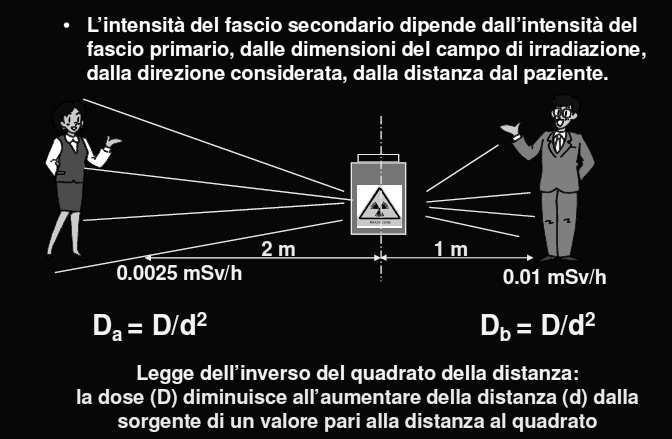 • L'intensità del fascio secondario dipende dall'intensità del
fascio primario, dalle dimensioni del campo di irradiazione,
dalla direzione considerata, dalla distanza dal paziente.
2 m
1 m
0.0025 mSv/h
0.01 mSv/h
Dₐ = D/d²
D_b = D/d²
Legge dell'inverso del quadrato della distanza:
la dose (D) diminuisce all'aumentare della distanza (d) dalla
sorgente di un valore pari alla distanza al quadrato